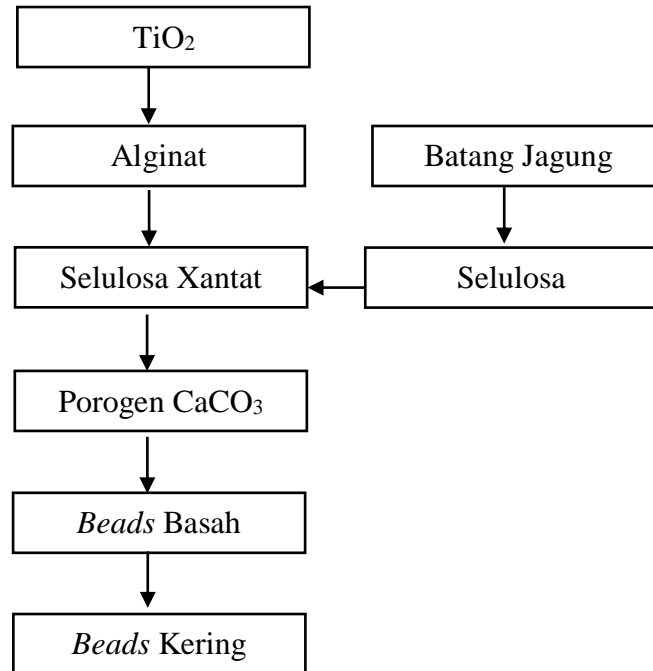 TiO₂
Alginat
Batang Jagung
Selulosa Xantat
Selulosa
Porogen CaCO₃
Beads Basah
Beads Kering